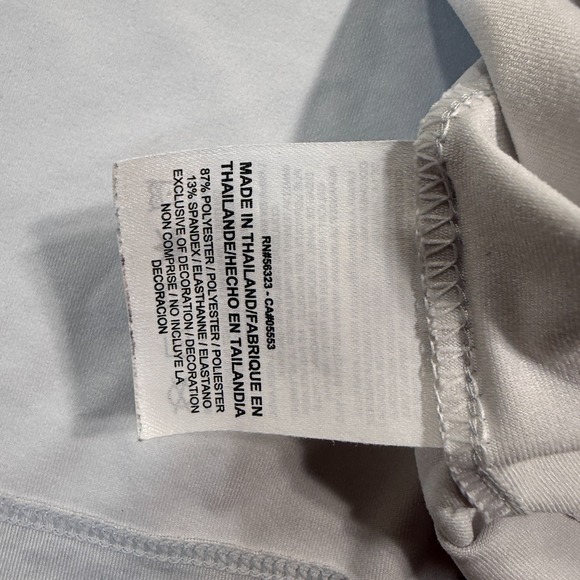 RN#56323 - CA#05553
MADE IN THAILAND/FABRIQUE EN
THAILANDE/HECHO EN TAILANDIA
87% POLYESTER / POLYESTER / POLIESTER
13% SPANDEX / ELASTHANNE / ELASTANO
EXCLUSIVE OF DECORATION / DECORATION
NON COMPRISE / NO INCLUYE LA
DECORACION